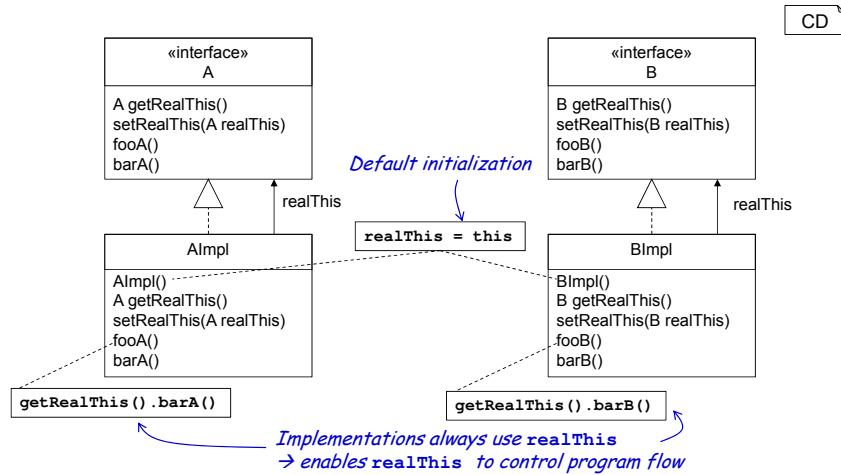 CD
«interface»
A
A getRealThis()
setRealThis(A realThis)
fooA()
barA()
«interface»
B
B getRealThis()
setRealThis(B realThis)
fooB()
barB()
Default initialization
realThis
realThis
realThis = this
AImpl
AImpl()
A getRealThis()
setRealThis(A realThis)
fooA()
barA()
BImpl
BImpl()
B getRealThis()
setRealThis(B realThis)
fooB()
barB()
getRealThis().barA()
getRealThis().barB()
Implementations always use realThis
→ enables realThis to control program flow